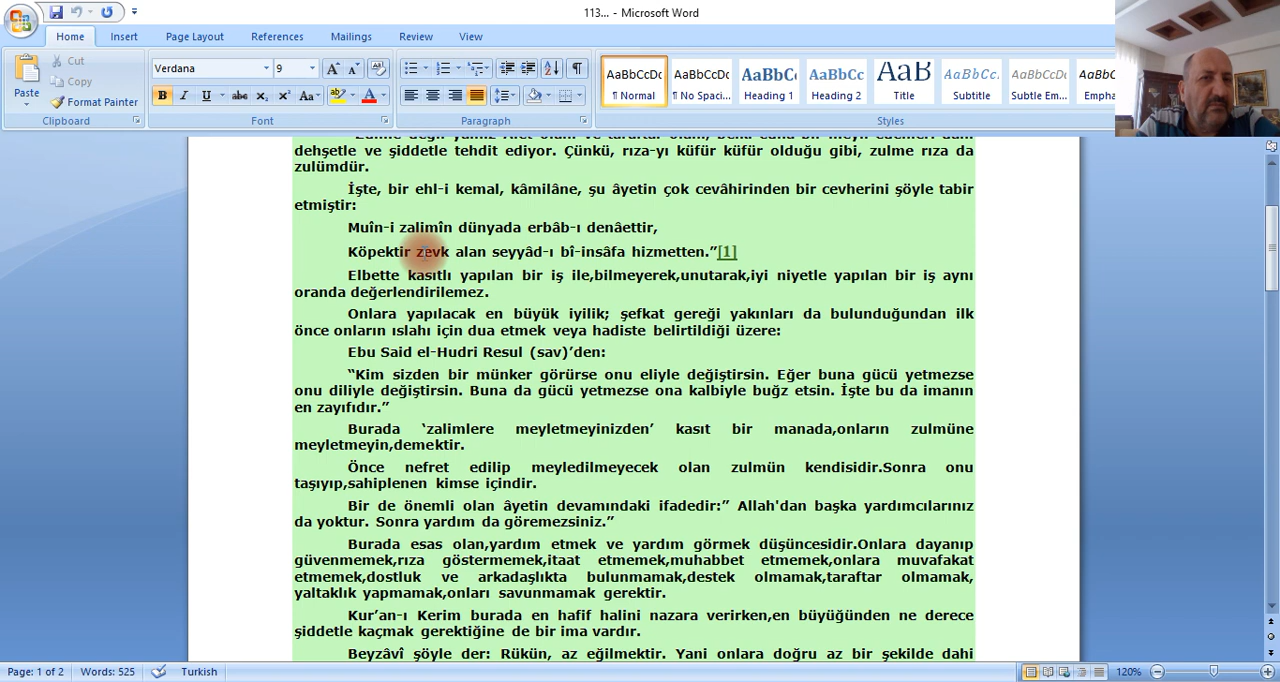 113... - Microsoft Word
Home Insert Page Layout References Mailings Review View
Paste
Cut
Copy
Format Painter
Clipboard
Verdana 9
B I U abc X₂ X² Aa
Font
Paragraph
AaBbCcDc AaBbCcDc AaBbCc AaBbCc AaB AaBbCc. AaBbCcDc AaBbCc
¶ Normal ¶ No Spaci... Heading 1 Heading 2 Title Subtitle Subtle Em... Empha
Styles
dehşetle ve şiddetle tehdit ediyor. Çünkü, rıza-yı küfür küfür olduğu gibi, zulme rıza da
zulümdür.
İşte, bir ehl-i kemal, kâmilâne, şu âyetin çok cevâhirinden bir cevherini şöyle tabir
etmiştir:
Muîn-i zalimîn dünyada erbâb-ı denâettir,
Köpektir zevk alan seyyâd-ı bî-insâfa hizmetten.”[1]
Elbette kasıtlı yapılan bir iş ile,bilmeyerek,unutarak,iyi niyetle yapılan bir iş aynı
oranda değerlendirilemez.
Onlara yapılacak en büyük iyilik; şefkat gereği yakınları da bulunduğundan ilk
önce onların ıslahı için dua etmek veya hadiste belirtildiği üzere:
Ebu Said el-Hudri Resul (sav)’den:
“Kim sizden bir münker görürse onu eliyle değiştirsin. Eğer buna gücü yetmezse
onu diliyle değiştirsin. Buna da gücü yetmezse ona kalbiyle buğz etsin. İşte bu da imanın
en zayıfıdır.”
Burada ‘zalimlere meyletmeyinizden’ kasıt bir manada,onların zulmüne
meyletmeyin,demektir.
Önce nefret edilip meyledilmeyecek olan zulmün kendisidir.Sonra onu
taşıyıp,sahiplenen kimse içindir.
Bir de önemli olan âyetin devamındaki ifadedir:” Allah'dan başka yardımcılarınız
da yoktur. Sonra yardım da göremezsiniz.”
Burada esas olan,yardım etmek ve yardım görmek düşüncesidir.Onlara dayanıp
güvenmemek,rıza göstermemek,itaat etmemek,muhabbet etmemek,onlara muvafakat
etmemek,dostluk ve arkadaşlıkta bulunmamak,destek olmamak,taraftar olmamak,
yaltaklık yapmamak,onları savunmamak gerektir.
Kur’an-ı Kerim burada en hafif halini nazara verirken,en büyüğünden ne derece
şiddetle kaçmak gerektiğine de bir ima vardır.
Beyzâvî şöyle der: Rükün, az eğilmektir. Yani onlara doğru az bir şekilde dahi
Page: 1 of 2 Words: 525 Turkish 120%